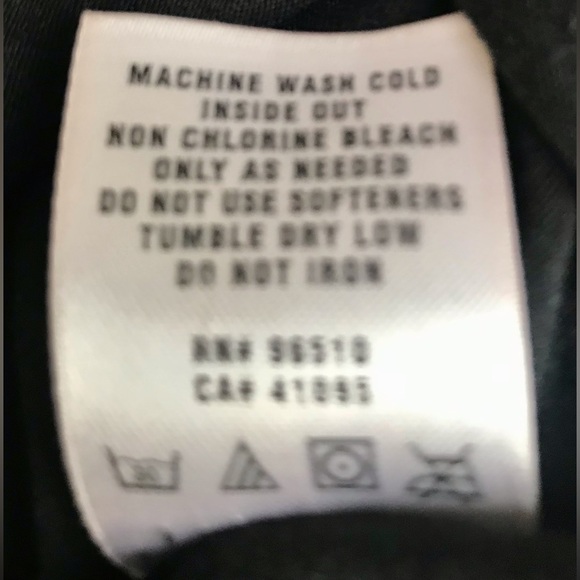 MACHINE WASH COLD
INSIDE OUT
NON CHLORINE BLEACH
ONLY AS NEEDED
DO NOT USE SOFTENERS
TUMBLE DRY LOW
DO NOT IRON
RN# 96510
CA# 41095
30